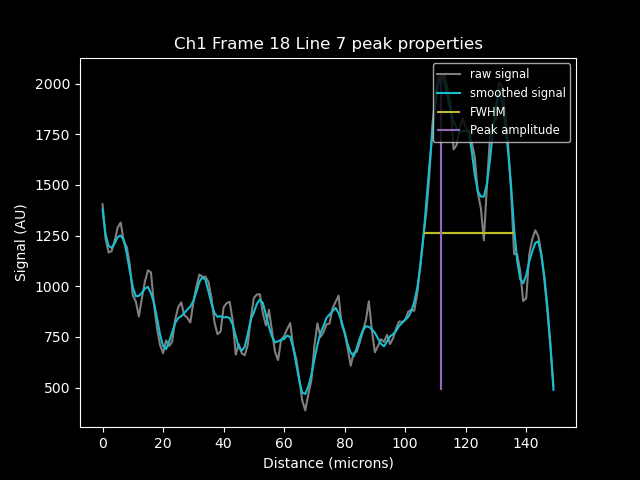 Ch1 Frame 18 Line 7 peak properties
raw signal
smoothed signal
FWHM
Peak amplitude
Signal (AU)
2000
1750
1500
1250
1000
750
500
0 20 40 60 80 100 120 140
Distance (microns)